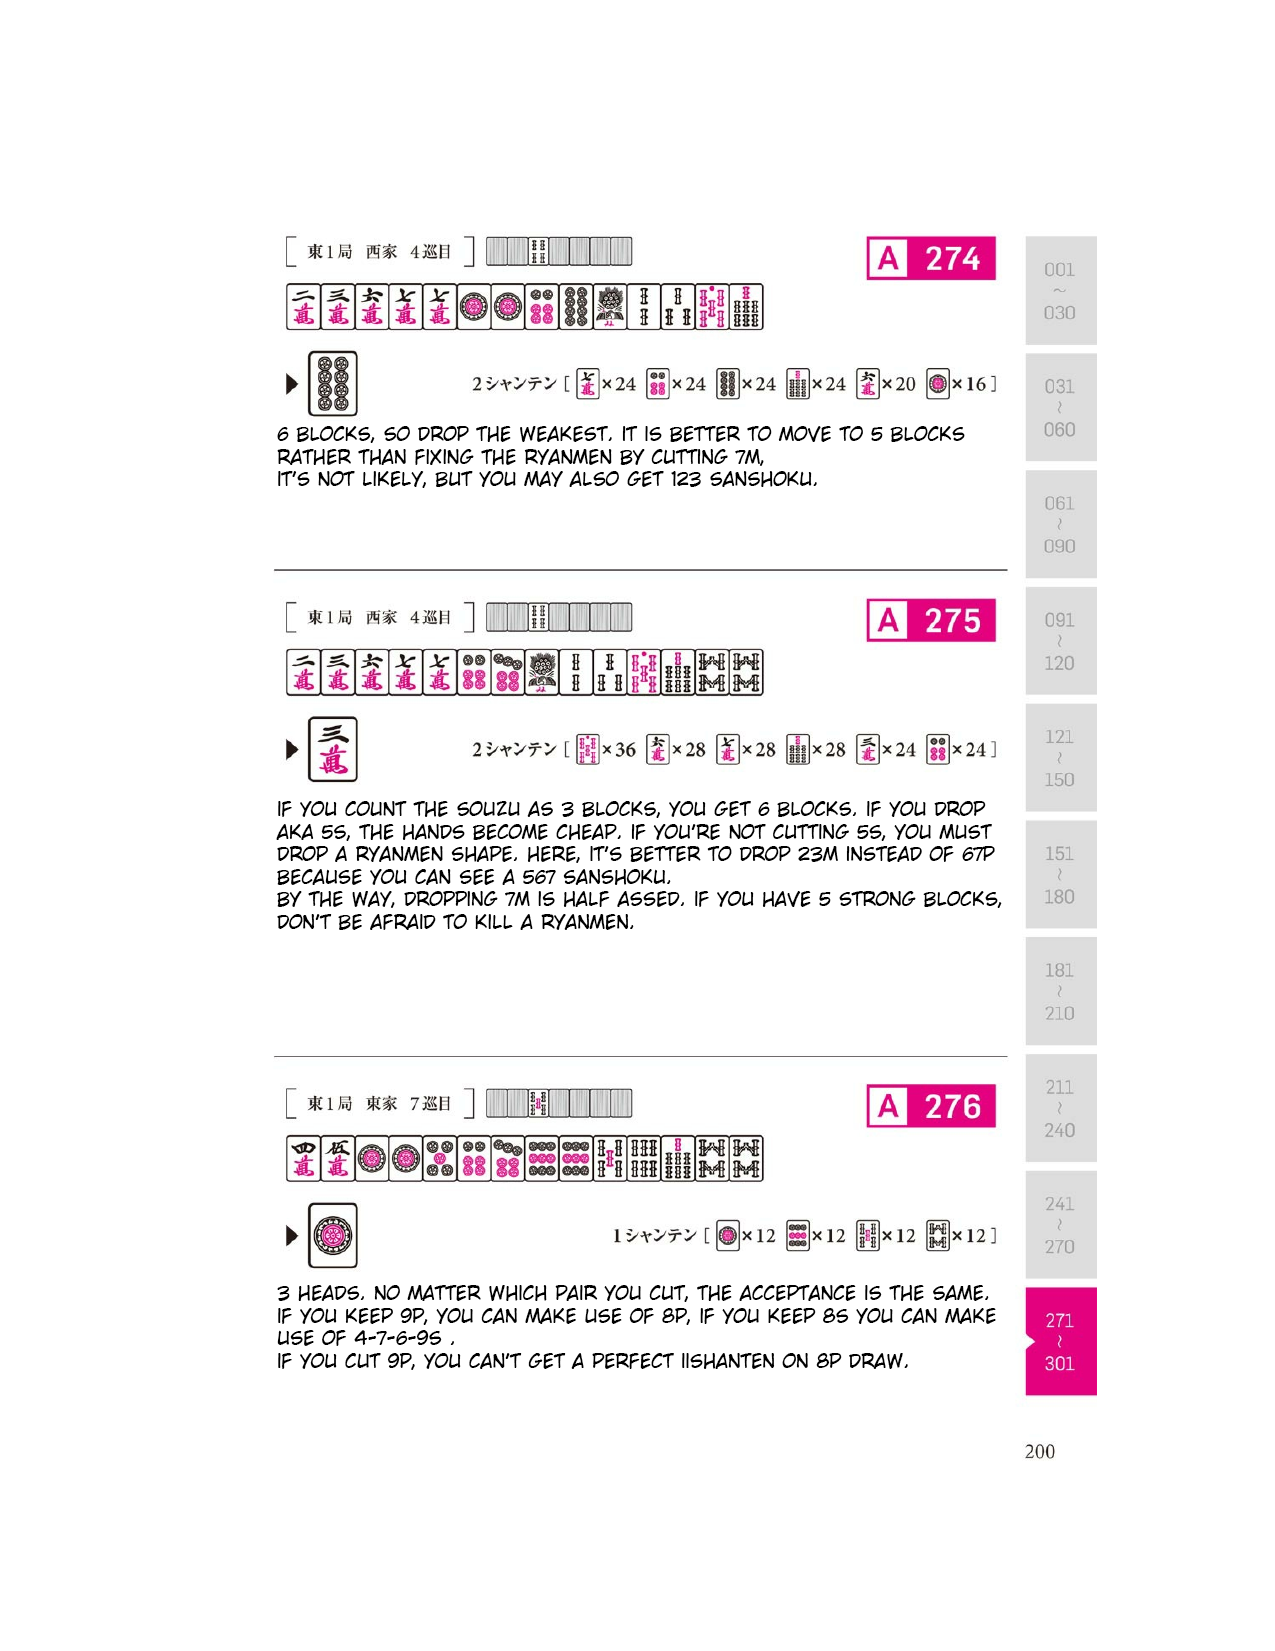 [ 東1局 西家 4巡目 ]
A 274
2シャンテン [ ×24 ×24 ×24 ×24 ×20 ×16 ]
6 BLOCKS, SO DROP THE WEAKEST. IT IS BETTER TO MOVE TO 5 BLOCKS
RATHER THAN FIXING THE RYANMEN BY CUTTING 7M,
IT'S NOT LIKELY, BUT YOU MAY ALSO GET 123 SANSHOKU.
[ 東1局 西家 4巡目 ]
A 275
2シャンテン [ ×36 ×28 ×28 ×28 ×24 ×24 ]
IF YOU COUNT THE SOUZU AS 3 BLOCKS, YOU GET 6 BLOCKS. IF YOU DROP
AKA 5S, THE HANDS BECOME CHEAP. IF YOU'RE NOT CUTTING 5S, YOU MUST
DROP A RYANMEN SHAPE. HERE, IT'S BETTER TO DROP 23M INSTEAD OF 67P
BECAUSE YOU CAN SEE A 567 SANSHOKU.
BY THE WAY, DROPPING 7M IS HALF ASSED. IF YOU HAVE 5 STRONG BLOCKS,
DON'T BE AFRAID TO KILL A RYANMEN.
[ 東1局 東家 7巡目 ]
A 276
1シャンテン [ ×12 ×12 ×12 ×12 ]
3 HEADS. NO MATTER WHICH PAIR YOU CUT, THE ACCEPTANCE IS THE SAME.
IF YOU KEEP 9P, YOU CAN MAKE USE OF 8P, IF YOU KEEP 8S YOU CAN MAKE
USE OF 4-7-6-9S .
IF YOU CUT 9P, YOU CAN'T GET A PERFECT IISHANTEN ON 8P DRAW.
001
~
030
031
~
060
061
~
090
091
~
120
121
~
150
151
~
180
181
~
210
211
~
240
241
~
270
271
~
301
200